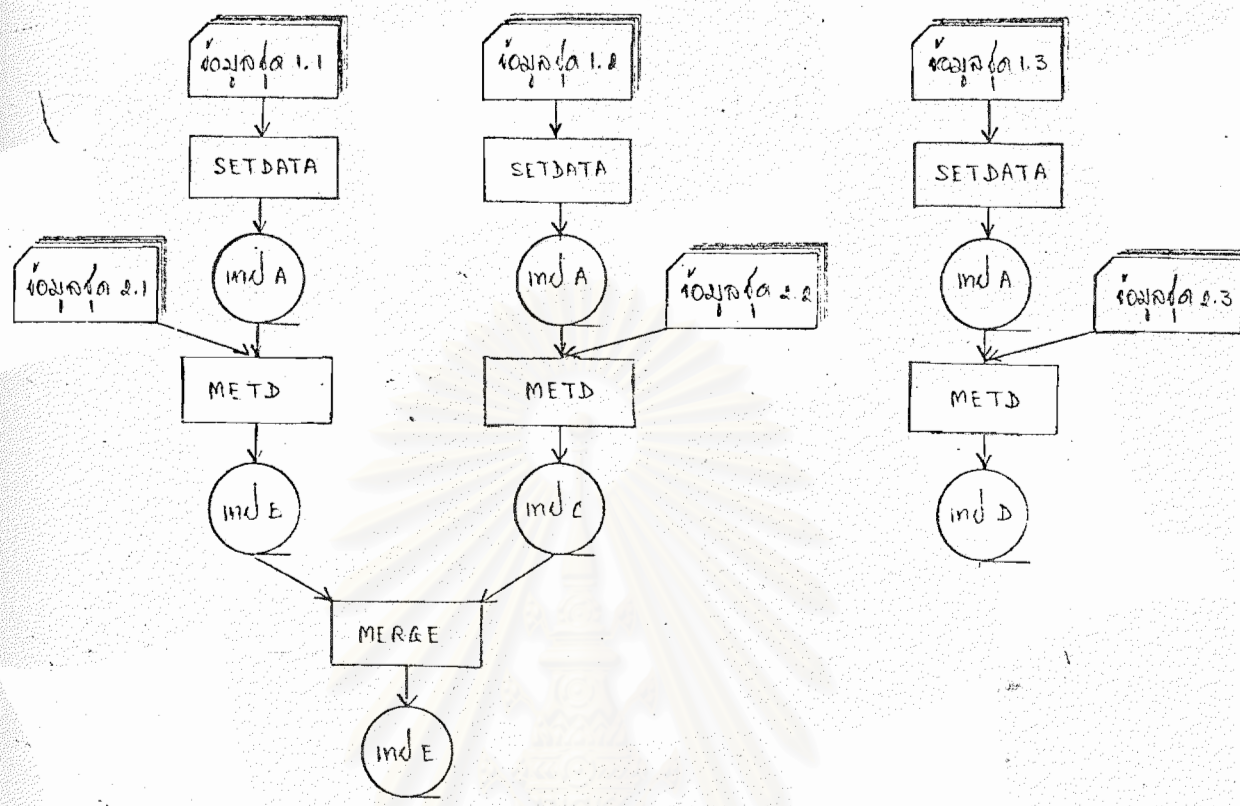 ข้อมูลชุด 1.1
ข้อมูลชุด 1.2
ข้อมูลชุด 1.3
SETDATA
SETDATA
SETDATA
ข้อมูลชุด 2.1
เทป A
เทป A
ข้อมูลชุด 2.2
เทป A
ข้อมูลชุด 2.3
METD
METD
METD
เทป E
เทป C
เทป D
MERGE
เทป E